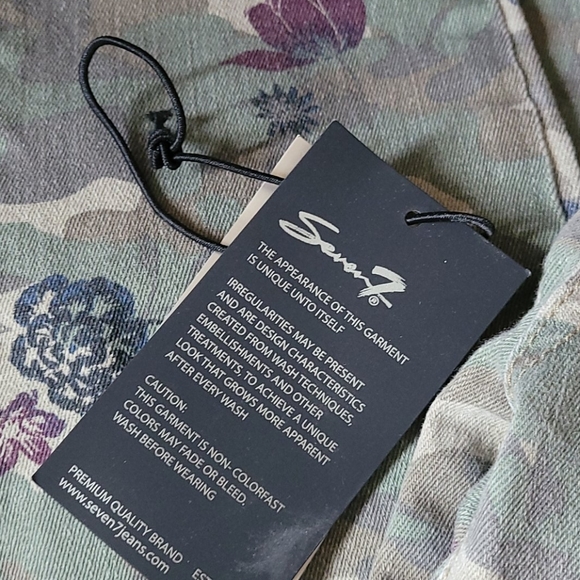 Seven7®
THE APPEARANCE OF THIS GARMENT
IS UNIQUE UNTO ITSELF
IRREGULARITIES MAY BE PRESENT
AND ARE DESIGN CHARACTERISTICS
CREATED FROM WASH TECHNIQUES,
EMBELLISHMENTS AND OTHER
TREATMENTS, TO ACHIEVE A UNIQUE
LOOK THAT GROWS MORE APPARENT
AFTER EVERY WASH
CAUTION:
THIS GARMENT IS NON- COLORFAST
COLORS MAY FADE OR BLEED.
WASH BEFORE WEARING
PREMIUM QUALITY BRAND
www.seven7jeans.com
EST